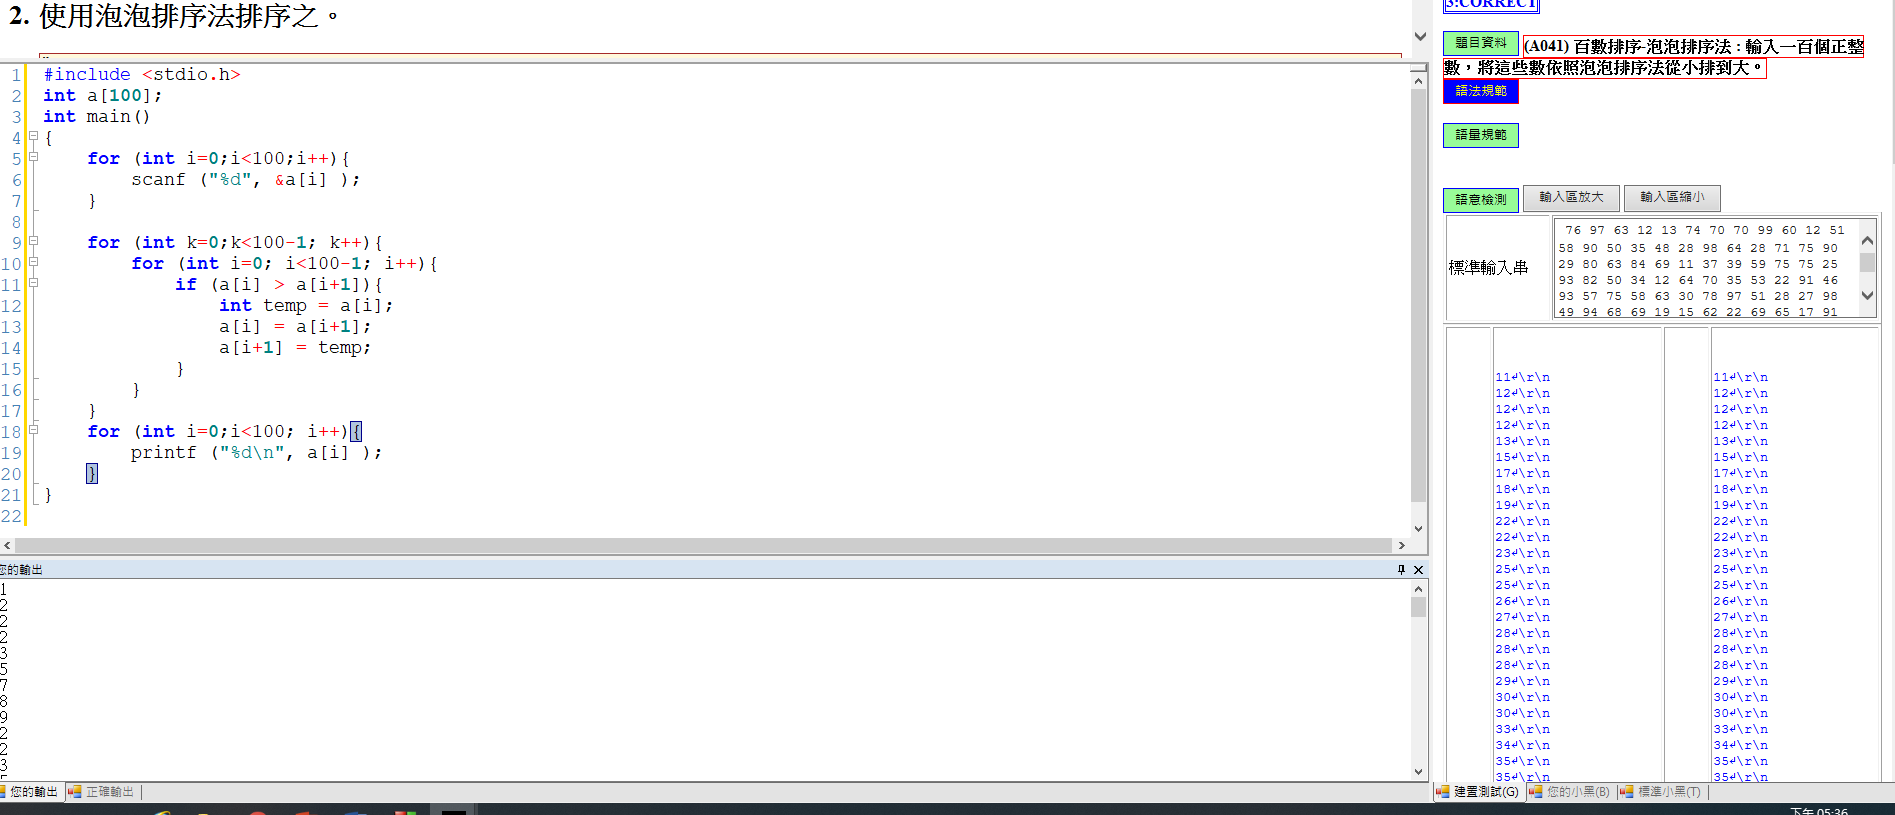 2. 使用泡泡排序法排序之。
1 #include <stdio.h>
2 int a[100];
3 int main()
4 {
5 for (int i=0;i<100;i++){
6 scanf ("%d", &a[i] );
7 }
8
9 for (int k=0;k<100-1; k++){
10 for (int i=0; i<100-1; i++){
11 if (a[i] > a[i+1]){
12 int temp = a[i];
13 a[i] = a[i+1];
14 a[i+1] = temp;
15 }
16 }
17 }
18 for (int i=0;i<100; i++){
19 printf ("%d\n", a[i] );
20 }
21 }
22
您的輸出
1
2
2
2
3
5
7
8
9
2
2
3
您的輸出 正確輸出
3:CORRECT
題目資料 (A041) 百數排序-泡泡排序法 : 輸入一百個正整
數，將這些數依照泡泡排序法從小排到大。
語法規範
語量規範
語意檢測 輸入區放大 輸入區縮小
標準輸入串
76 97 63 12 13 74 70 70 99 60 12 51
58 90 50 35 48 28 98 64 28 71 75 90
29 80 63 84 69 11 37 39 59 75 75 25
93 82 50 34 12 64 70 35 53 22 91 46
93 57 75 58 63 30 78 97 51 28 27 98
49 94 68 69 19 15 62 22 69 65 17 91
11↲\r\n 11↲\r\n
12↲\r\n 12↲\r\n
12↲\r\n 12↲\r\n
12↲\r\n 12↲\r\n
13↲\r\n 13↲\r\n
15↲\r\n 15↲\r\n
17↲\r\n 17↲\r\n
18↲\r\n 18↲\r\n
19↲\r\n 19↲\r\n
22↲\r\n 22↲\r\n
22↲\r\n 22↲\r\n
23↲\r\n 23↲\r\n
25↲\r\n 25↲\r\n
25↲\r\n 25↲\r\n
26↲\r\n 26↲\r\n
27↲\r\n 27↲\r\n
28↲\r\n 28↲\r\n
28↲\r\n 28↲\r\n
28↲\r\n 28↲\r\n
29↲\r\n 29↲\r\n
30↲\r\n 30↲\r\n
30↲\r\n 30↲\r\n
33↲\r\n 33↲\r\n
34↲\r\n 34↲\r\n
35↲\r\n 35↲\r\n
35↲\r\n 35↲\r\n
建置測試(G) 您的小黑(B) 標準小黑(T)
下午 05:36